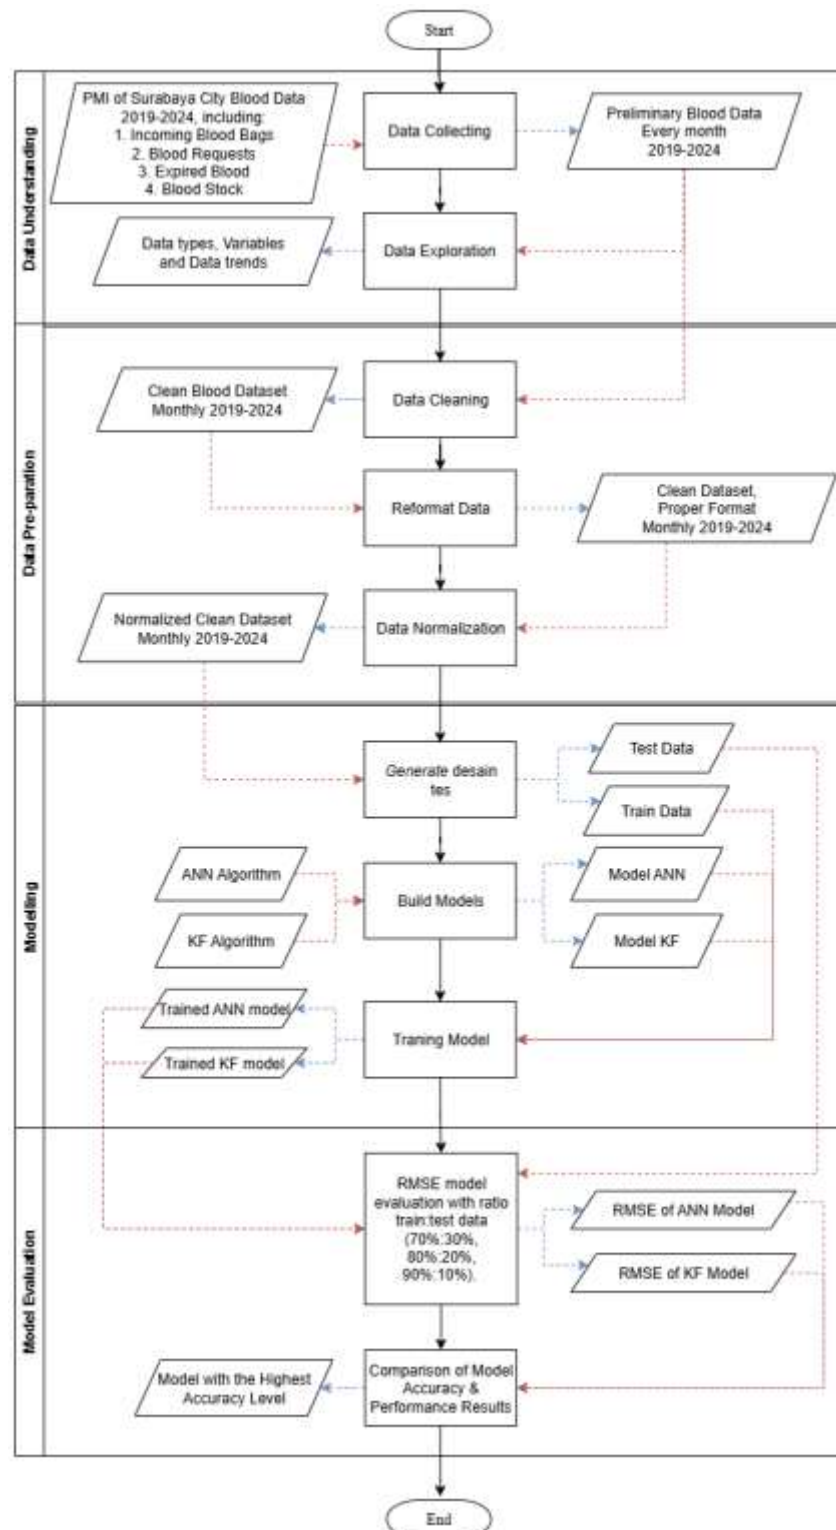 Start
Data Understanding
PMI of Surabaya City Blood Data
2019-2024, including:
1. Incoming Blood Bags
2. Blood Requests
3. Expired Blood
4. Blood Stock
Data Collecting
Preliminary Blood Data
Every month
2019-2024
Data types, Variables
and Data trends
Data Exploration
Data Pre-paration
Clean Blood Dataset
Monthly 2019-2024
Data Cleaning
Reformat Data
Clean Dataset,
Proper Format
Monthly 2019-2024
Normalized Clean Dataset
Monthly 2019-2024
Data Normalization
Modelling
Generate desain
tes
Test Data
Train Data
ANN Algorithm
KF Algorithm
Build Models
Model ANN
Model KF
Trained ANN model
Trained KF model
Traning Model
Model Evaluation
RMSE model
evaluation with ratio
train:test data
(70%:30%,
80%:20%,
90%:10%).
RMSE of ANN Model
RMSE of KF Model
Model with the Highest
Accuracy Level
Comparison of Model
Accuracy &
Performance Results
End